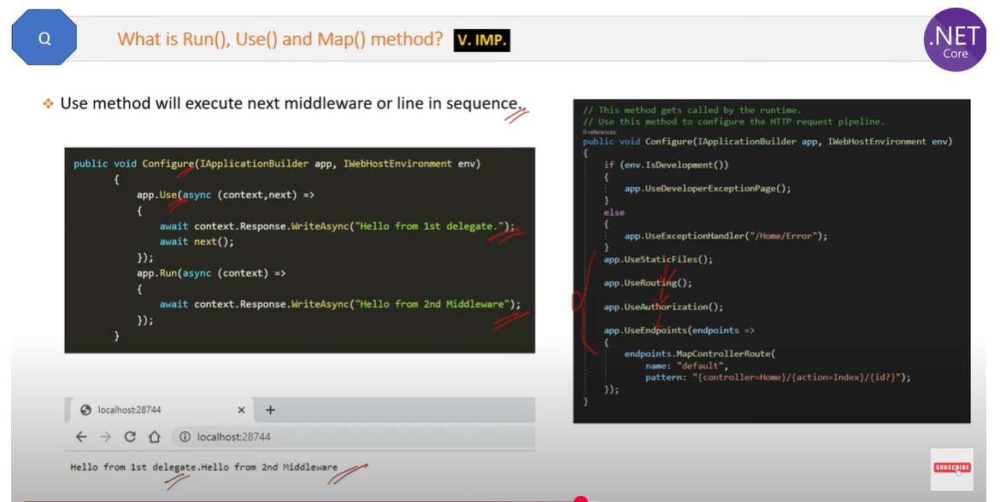 Q
What is Run(), Use() and Map() method? V. IMP.
.NET
Core
Use method will execute next middleware or line in sequence.
public void Configure(IApplicationBuilder app, IWebHostEnvironment env)
{
app.Use(async (context,next) =>
{
await context.Response.WriteAsync("Hello from 1st delegate.");
await next();
});
app.Run(async (context) =>
{
await context.Response.WriteAsync("Hello from 2nd Middleware");
});
}
localhost:28744
localhost:28744
Hello from 1st delegate.Hello from 2nd Middleware
// This method gets called by the runtime.
// Use this method to configure the HTTP request pipeline.
0 references
public void Configure(IApplicationBuilder app, IWebHostEnvironment env)
{
if (env.IsDevelopment())
{
app.UseDeveloperExceptionPage();
}
else
{
app.UseExceptionHandler("/Home/Error");
}
app.UseStaticFiles();
app.UseRouting();
app.UseAuthorization();
app.UseEndpoints(endpoints =>
{
endpoints.MapControllerRoute(
name: "default",
pattern: "{controller=Home}/{action=Index}/{id?}");
});
}
SUBSCRIBE